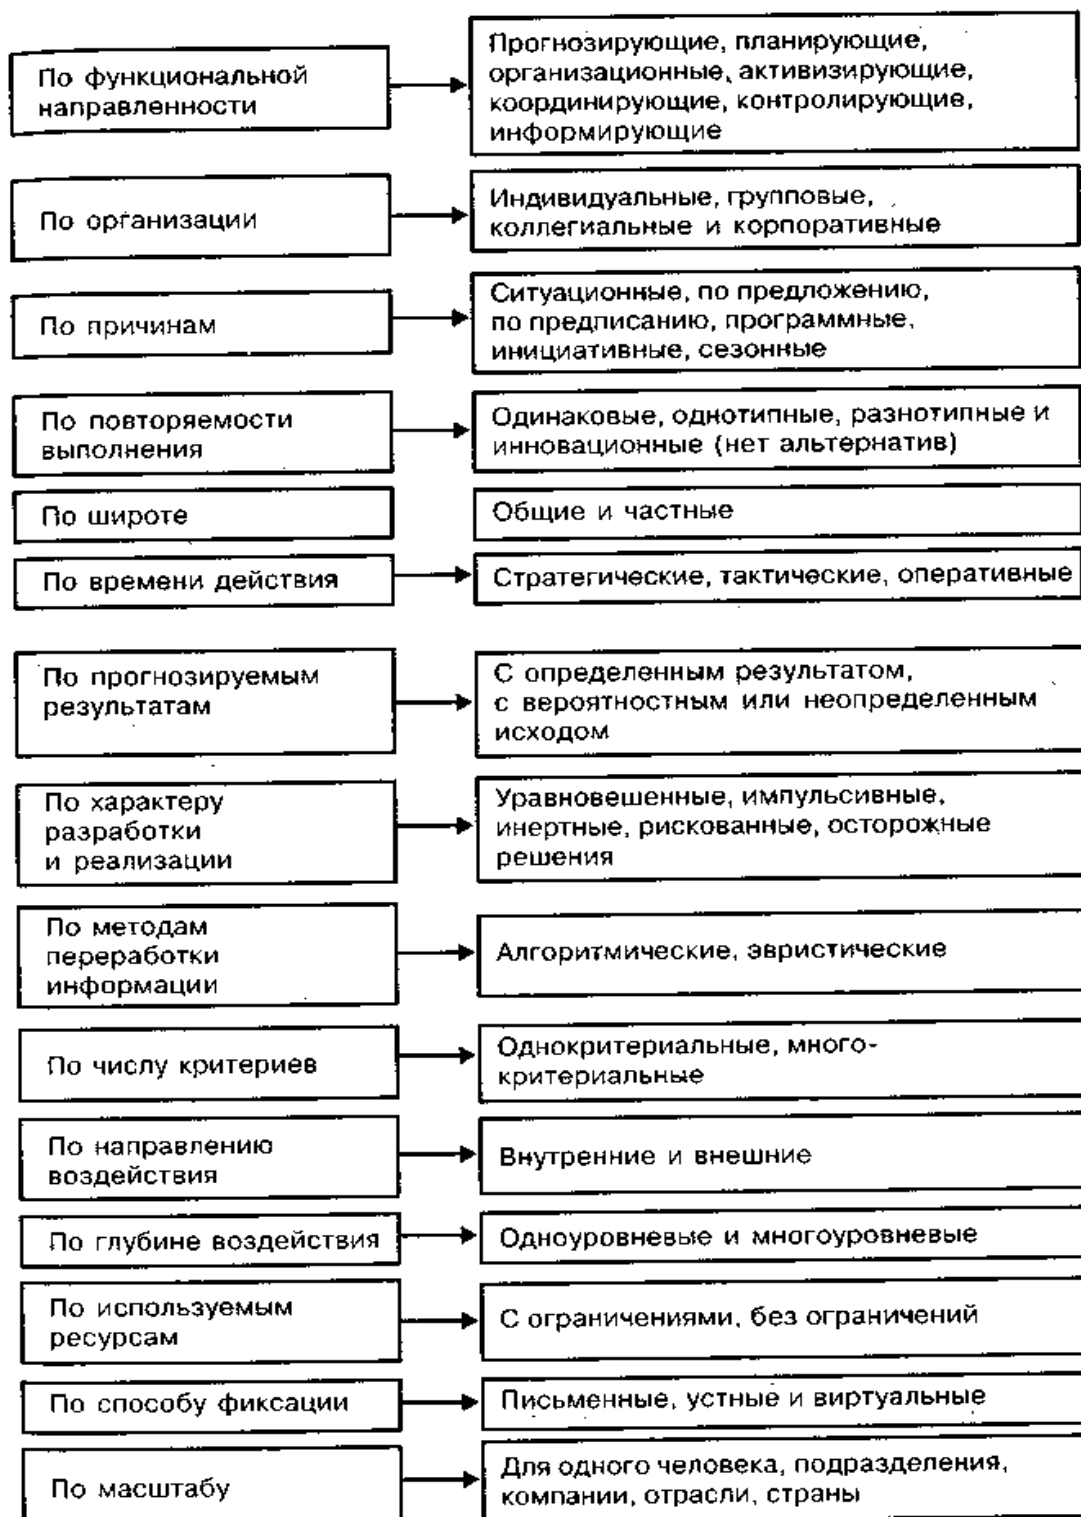 По функциональной
направленности
Прогнозирующие, планирующие,
организационные, активизирующие,
координирующие, контролирующие,
информирующие
По организации
Индивидуальные, групповые,
коллегиальные и корпоративные
По причинам
Ситуационные, по предложению,
по предписанию, программные,
инициативные, сезонные
По повторяемости
выполнения
Одинаковые, однотипные, разнотипные и
инновационные (нет альтернатив)
По широте
Общие и частные
По времени действия
Стратегические, тактические, оперативные
По прогнозируемым
результатам
С определенным результатом,
с вероятностным или неопределенным
исходом
По характеру
разработки
и реализации
Уравновешенные, импульсивные,
инертные, рискованные, осторожные
решения
По методам
переработки
информации
Алгоритмические, эвристические
По числу критериев
Однокритериальные, много-
критериальные
По направлению
воздействия
Внутренние и внешние
По глубине воздействия
Одноуровневые и многоуровневые
По используемым
ресурсам
С ограничениями, без ограничений
По способу фиксации
Письменные, устные и виртуальные
По масштабу
Для одного человека, подразделения,
компании, отрасли, страны